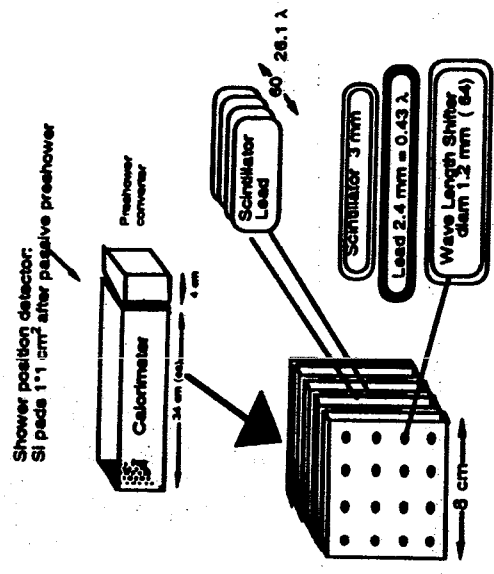 Shower position detector:
Si pads 1*1 cm² after passive preshower
Preshower
converter
Calorimeter
4 cm
34 cm (ca)
Scintillator
Lead
60
26.1 λ
Scintillator 3 mm
Lead 2.4 mm = 0.43 λ
Wave Length Shifter
diam 1.2 mm ( 64)
8 cm